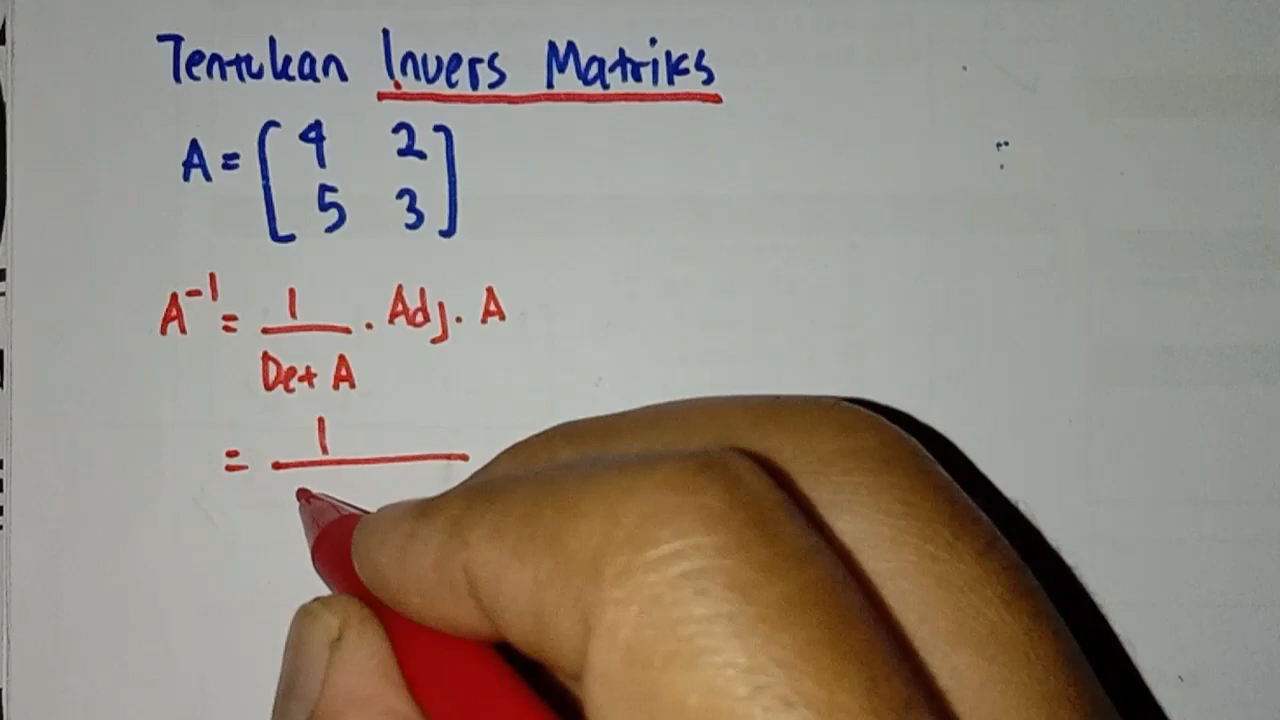 Tentukan Invers Matriks
A = [ 4 2
5 3 ]
A⁻¹ = 1 / Det A . Adj. A
= 1